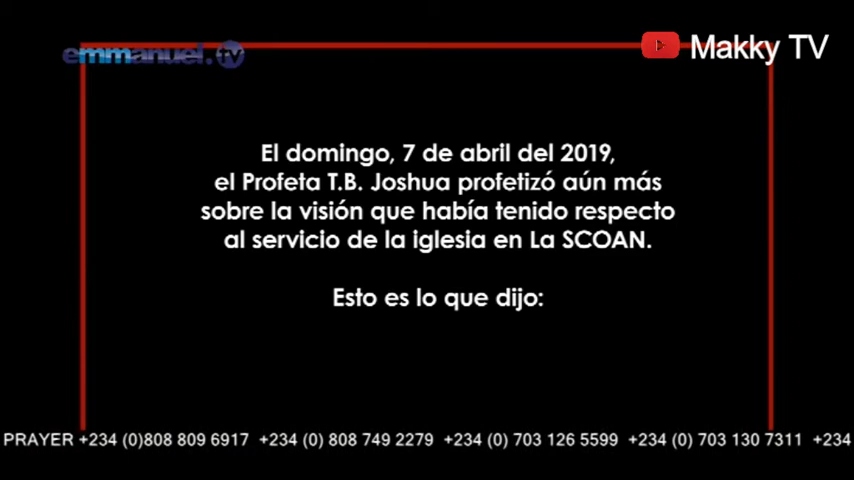 emmanuel.tv
Makky TV
El domingo, 7 de abril del 2019,
el Profeta T.B. Joshua profetizó aún más
sobre la visión que había tenido respecto
al servicio de la iglesia en La SCOAN.
Esto es lo que dijo:
PRAYER +234 (0)808 809 6917 +234 (0) 808 749 2279 +234 (0) 703 126 5599 +234 (0) 703 130 7311 +234